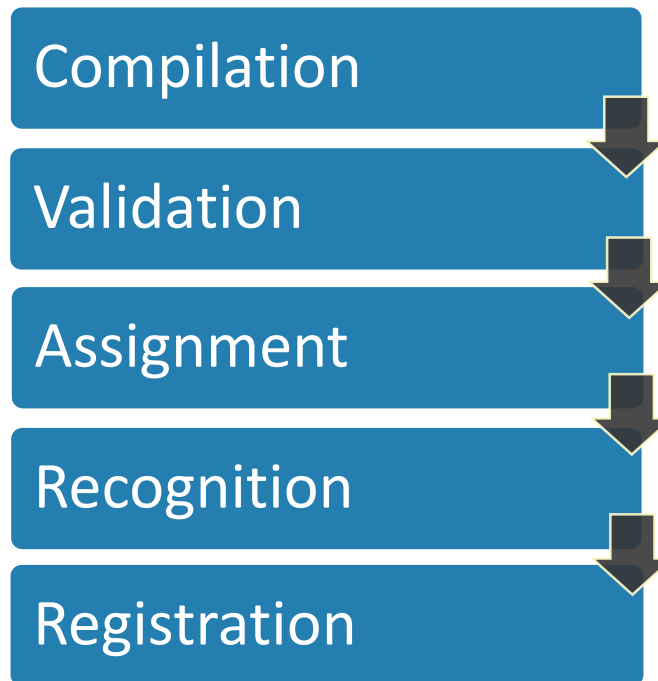 Compilation
Validation
Assignment
Recognition
Registration